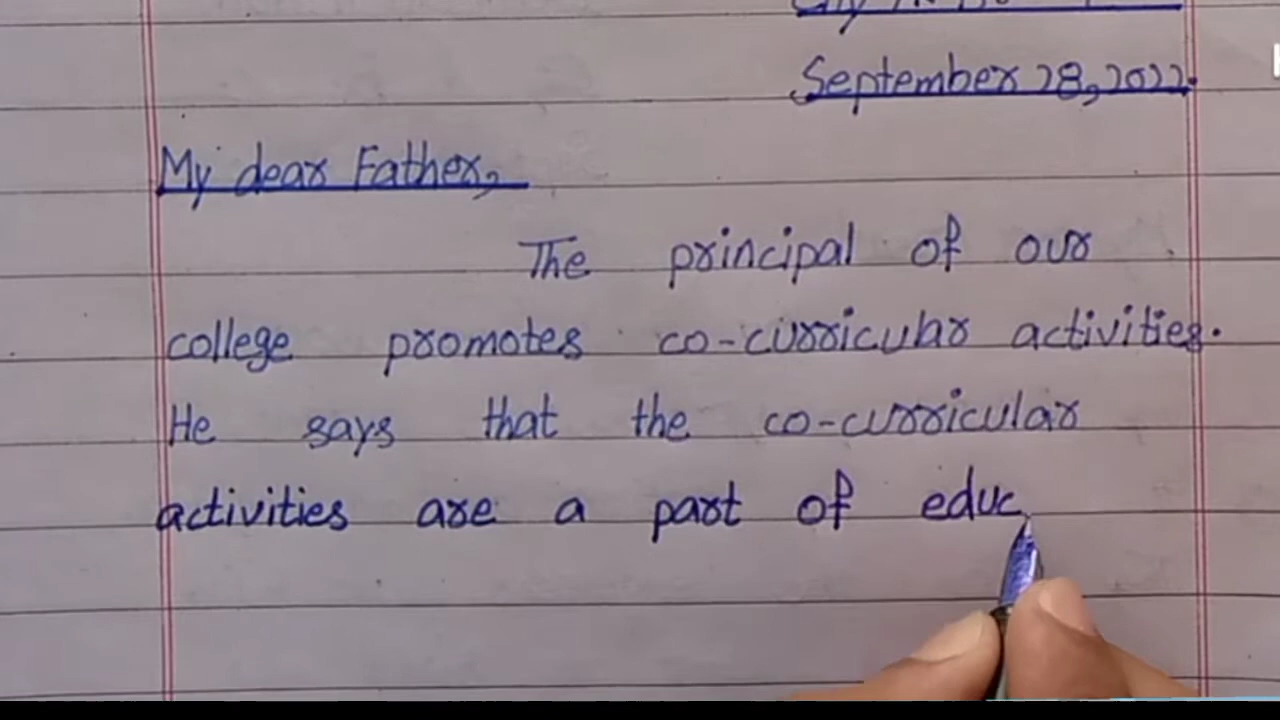 September 28, 2022.
My dear Father,
The principal of our
college promotes co-curricular activities.
He says that the co-curricular
activities are a part of educ